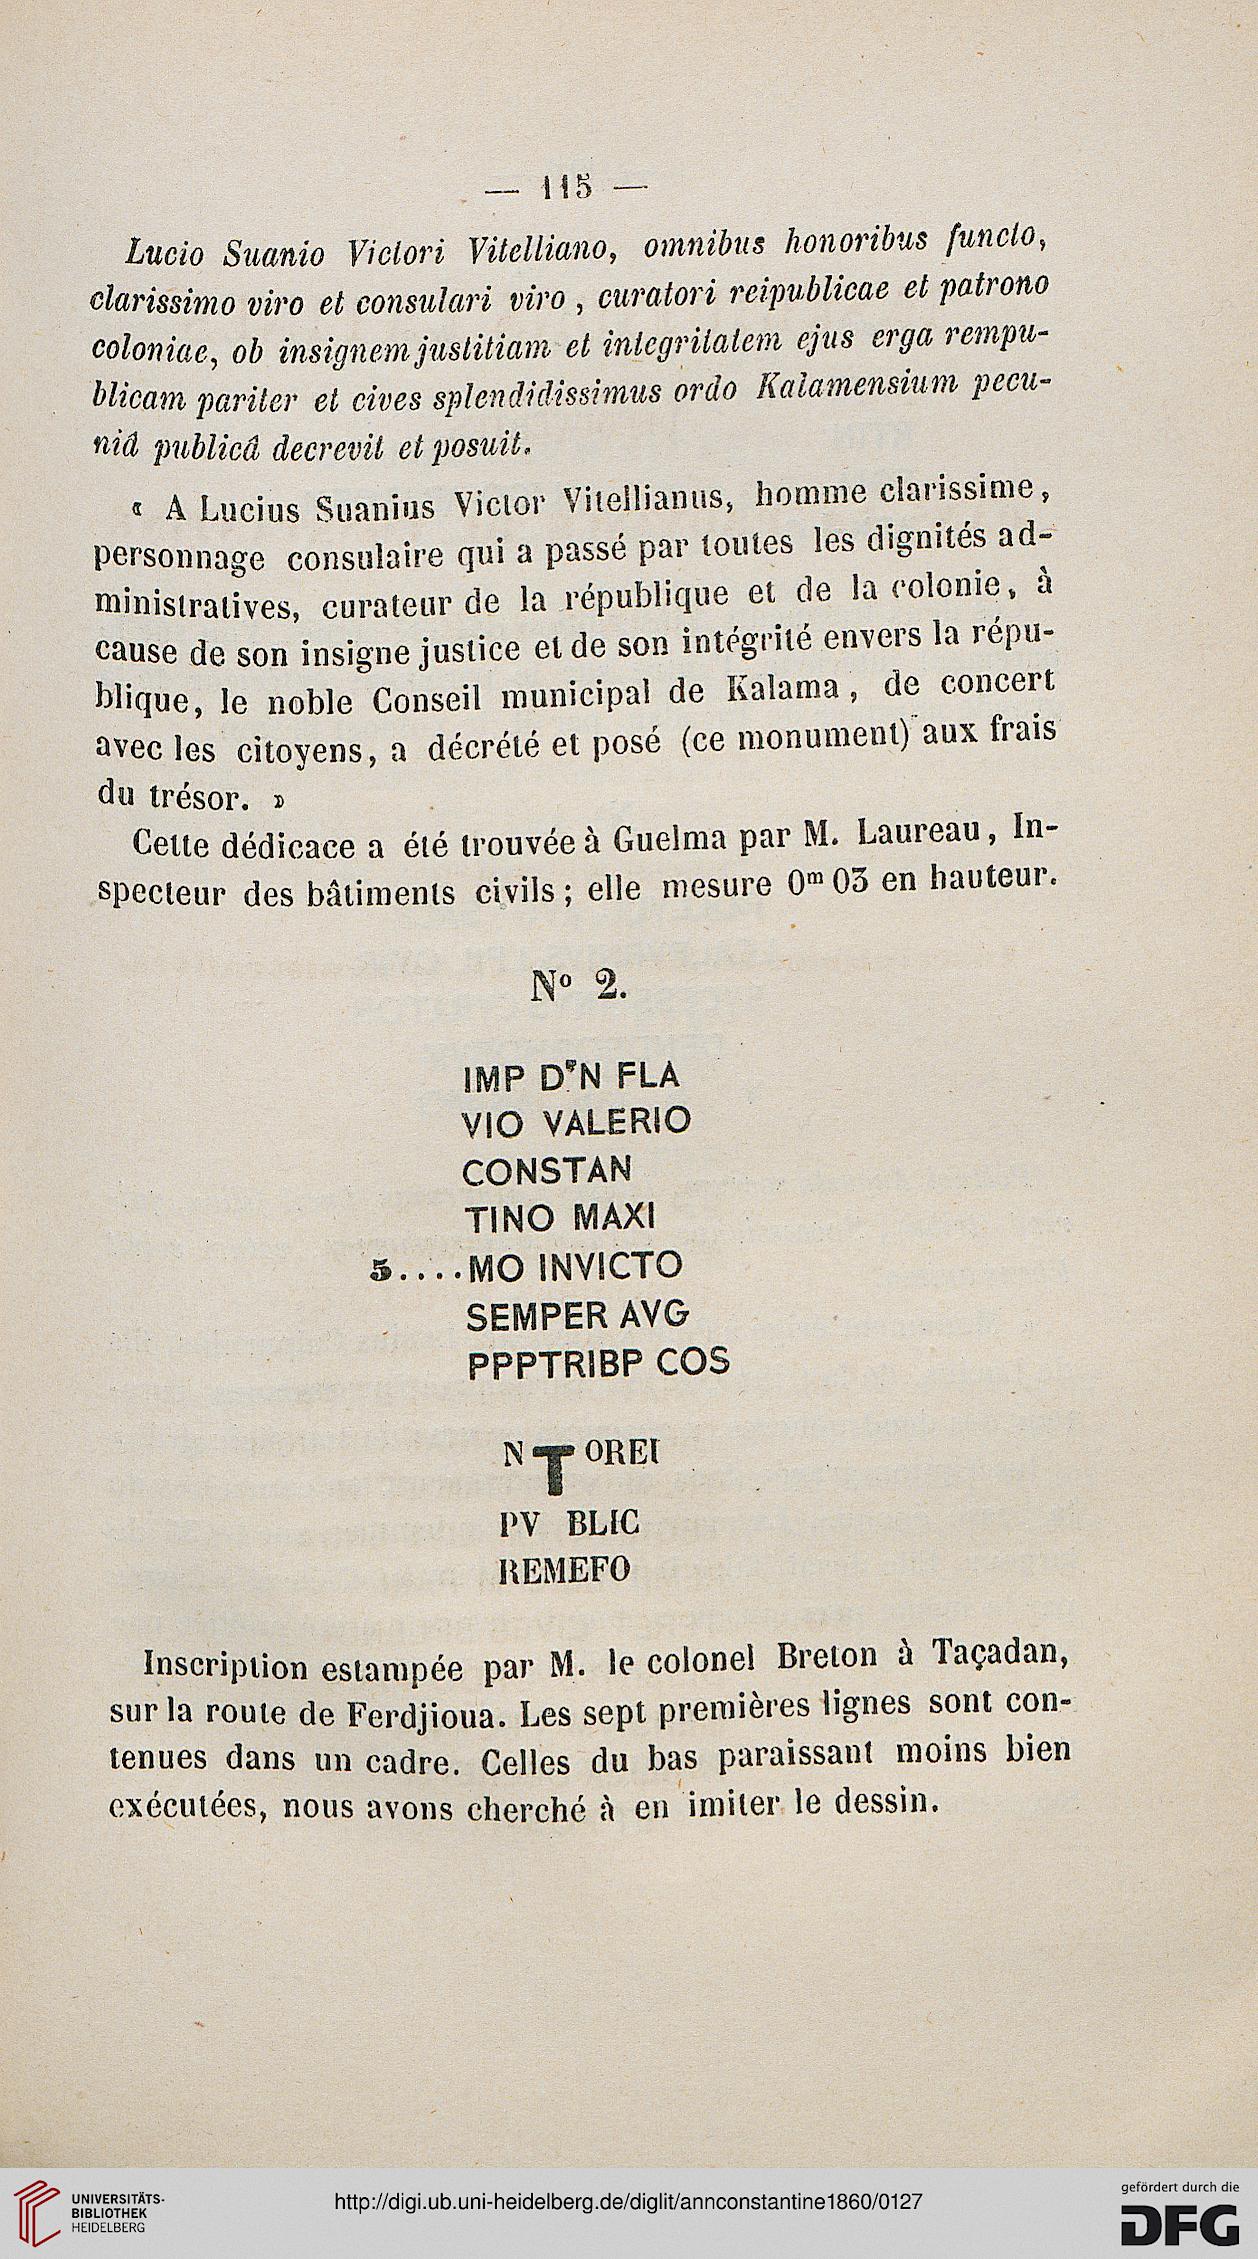 — 115 —
Lucio Suanio Victori Vitelliano, omnibus honoribus functo,
clarissimo viro et consulari viro, curatori reipublicae et patrono
coloniae, ob insignem justitiam et integritatem ejus erga rempu-
blicam pariter et cives splendidissimus ordo Kalamensium pecu-
niâ publicâ decrevit et posuit.
« A Lucius Suanius Victor Vitellianus, homme clarissime,
personnage consulaire qui a passé par toutes les dignités ad-
ministratives, curateur de la république et de la colonie, à
cause de son insigne justice et de son intégrité envers la répu-
blique, le noble Conseil municipal de Kalama, de concert
avec les citoyens, a décrété et posé (ce monument) aux frais
du trésor. »
Cette dédicace a été trouvée à Guelma par M. Laureau, In-
specteur des bâtiments civils; elle mesure 0m 03 en hauteur.
No 2.
IMP D N FLA
VIO VALERIO
CONSTAN
TINO MAXI
5....MO INVICTO
SEMPER AVG
PPPTRIBP COS
N T OREI
PV BLIC
REMEFO
Inscription estampée par M. le colonel Breton à Taçadan,
sur la route de Ferdjioua. Les sept premières lignes sont con-
tenues dans un cadre. Celles du bas paraissant moins bien
exécutées, nous avons cherché à en imiter le dessin.
UNIVERSITÄTS-
BIBLIOTHEK
HEIDELBERG
http://digi.ub.uni-heidelberg.de/diglit/annconstantine1860/0127
gefördert durch die
DFG